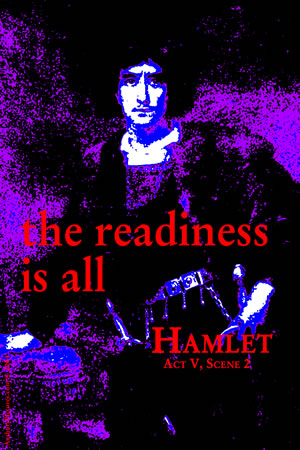 the readiness
is all
HAMLET
ACT V, SCENE 2